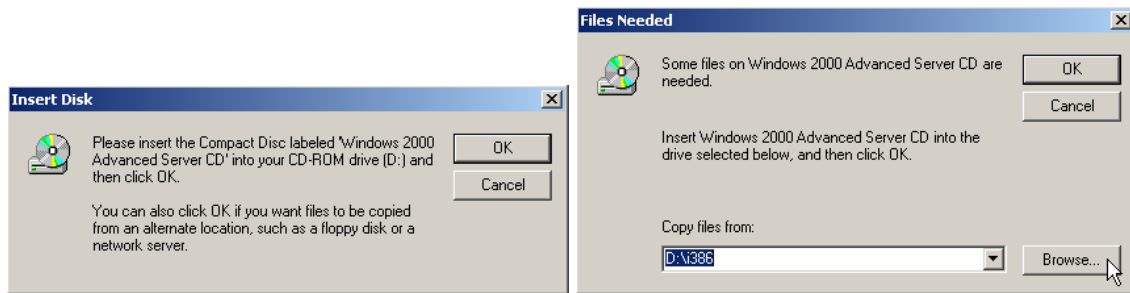 Insert Disk
Please insert the Compact Disc labeled 'Windows 2000
Advanced Server CD' into your CD-ROM drive (D:) and
then click OK.
You can also click OK if you want files to be copied
from an alternate location, such as a floppy disk or a
network server.
OK
Cancel
Files Needed
Some files on Windows 2000 Advanced Server CD are
needed.
Insert Windows 2000 Advanced Server CD into the
drive selected below, and then click OK.
Copy files from:
D:\i386
OK
Cancel
Browse...